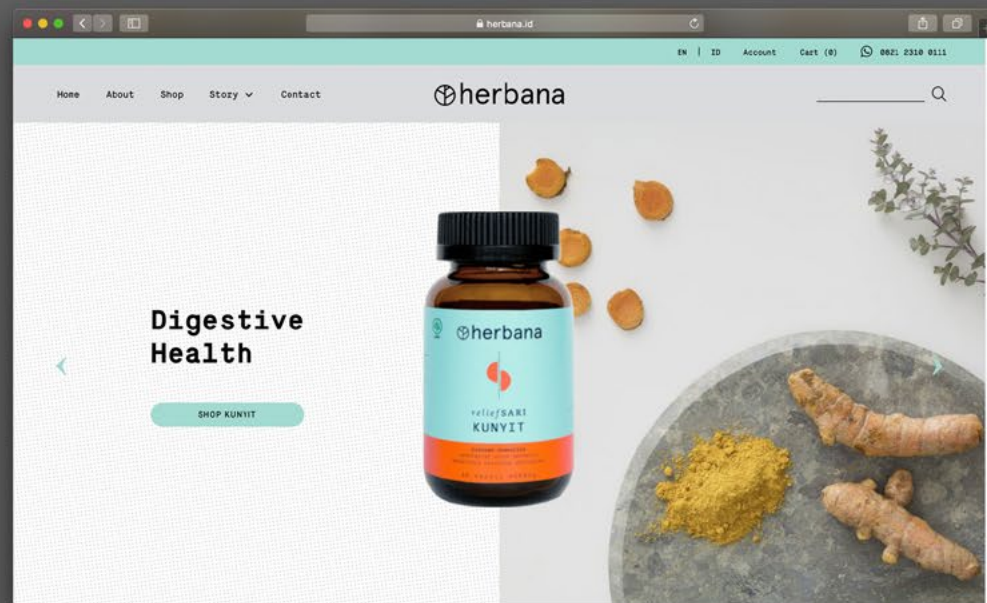 herbana.id
EN | ID Account Cart (0) 0821 2310 0111
Home About Shop Story Contact
herbana
Digestive
Health
SHOP KUNYIT
herbana
reliefSARI
KUNYIT